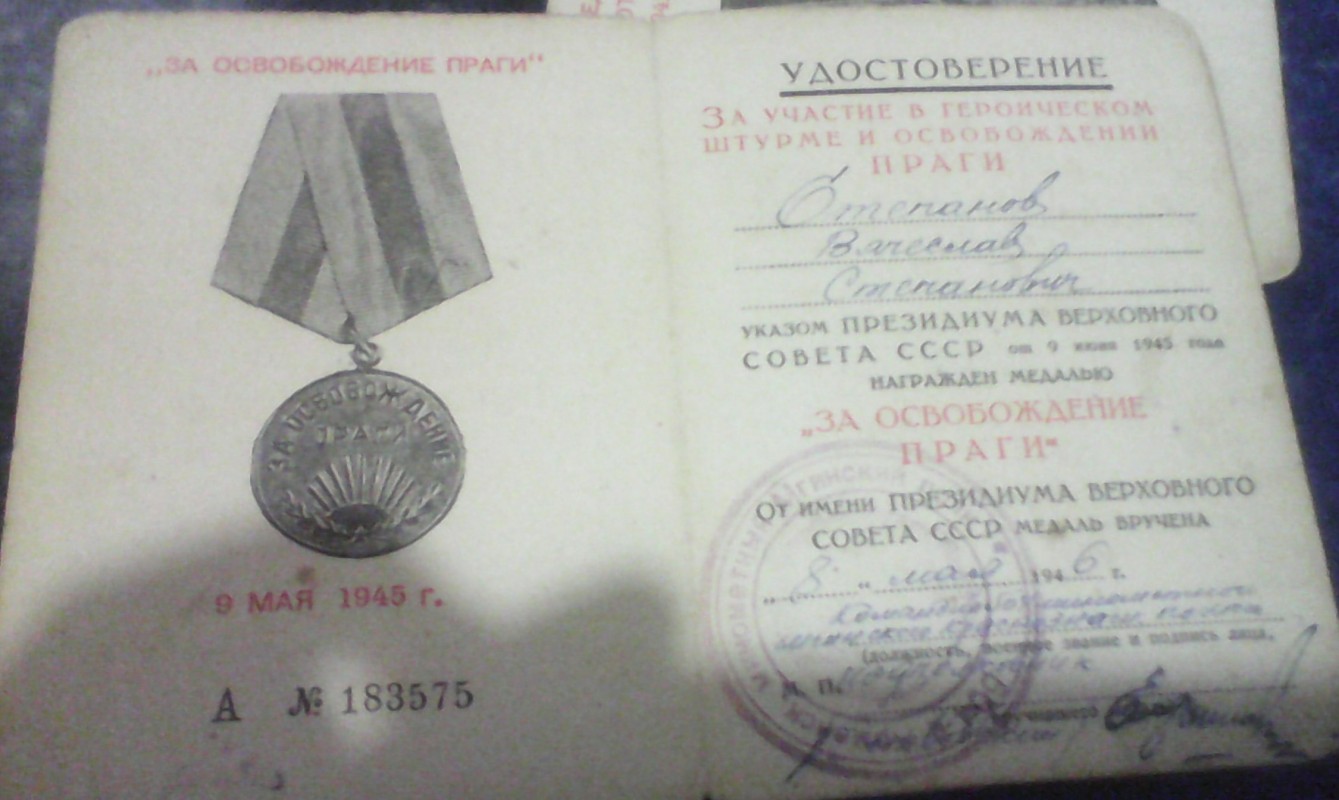 „ЗА ОСВОБОЖДЕНИЕ ПРАГИ“
ЗА ОСВОБОЖДЕНИЕ
ПРАГИ
9 МАЯ 1945 г.
А № 183575
УДОСТОВЕРЕНИЕ
ЗА УЧАСТИЕ В ГЕРОИЧЕСКОМ
ШТУРМЕ И ОСВОБОЖДЕНИИ
ПРАГИ
Степанов
Вячеслав
Степанович
УКАЗОМ ПРЕЗИДИУМА ВЕРХОВНОГО
СОВЕТА СССР от 9 июня 1945 года
НАГРАЖДЕН МЕДАЛЬЮ
„ЗА ОСВОБОЖДЕНИЕ
ПРАГИ“
ОТ ИМЕНИ ПРЕЗИДИУМА ВЕРХОВНОГО
СОВЕТА СССР МЕДАЛЬ ВРУЧЕНА
„8“ мая 1946 г.
(должность, военное звание и подпись лица,
М. П.